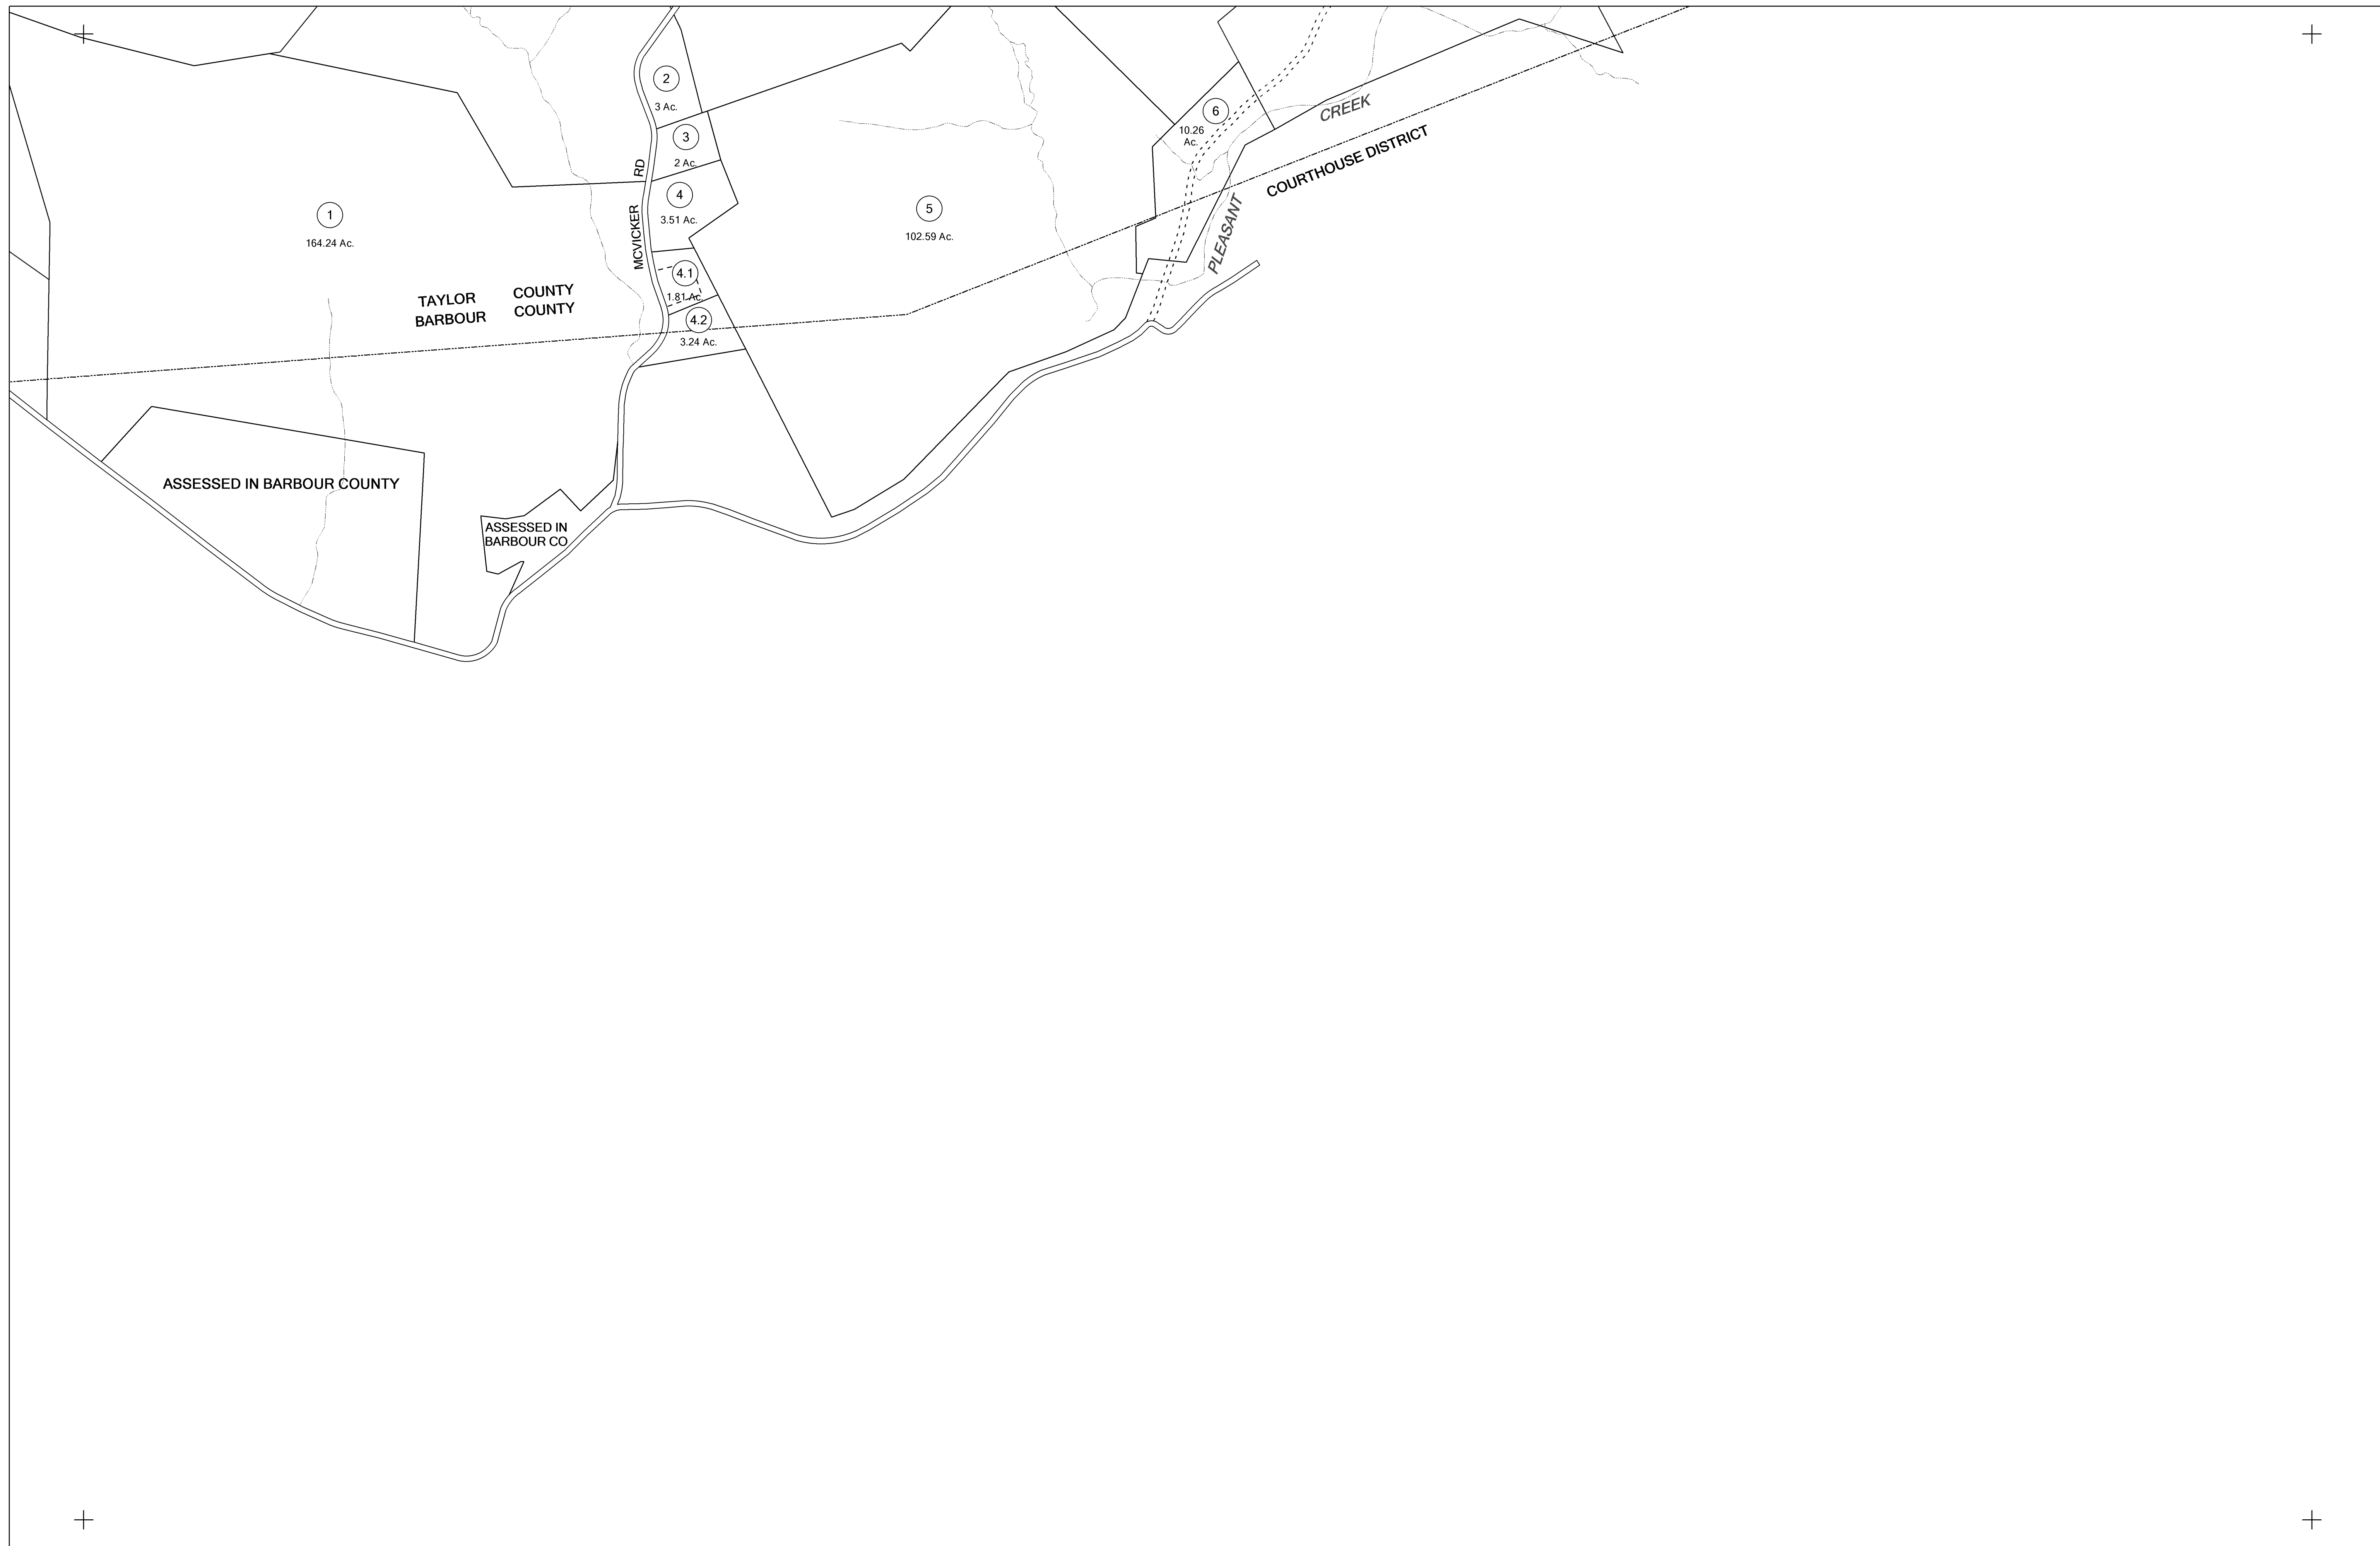 2
3 Ac.
3
2 Ac.
6
10.26
Ac.
CREEK
COURTHOUSE DISTRICT
PLEASANT
MCVICKER RD
4
3.51 Ac.
1
164.24 Ac.
5
102.59 Ac.
4.1
1.81 Ac.
4.2
3.24 Ac.
TAYLOR COUNTY
BARBOUR COUNTY
ASSESSED IN BARBOUR COUNTY
ASSESSED IN
BARBOUR CO